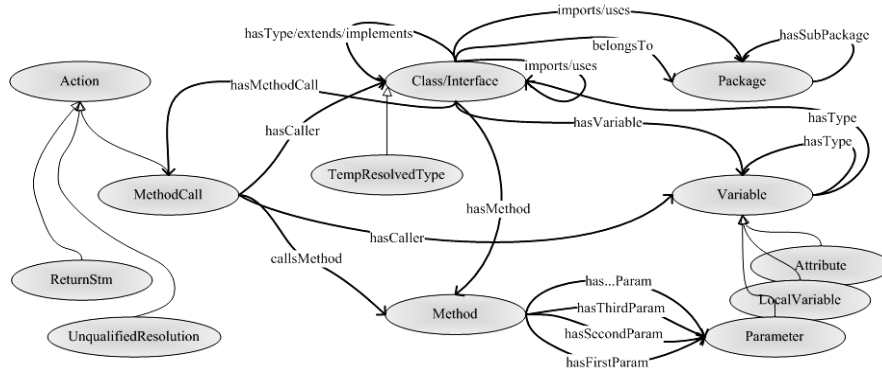 imports/uses
hasType/extends/implements
belongsTo
hasSubPackage
Action
hasMethodCall
Class/Interface
imports/uses
Package
hasCaller
hasVariable
hasType
hasType
TempResolvedType
MethodCall
Variable
hasMethod
hasCaller
callsMethod
Attribute
ReturnStm
has...Param
LocalVariable
hasThirdParam
Method
UnqualifiedResolution
hasSecondParam
Parameter
hasFirstParam